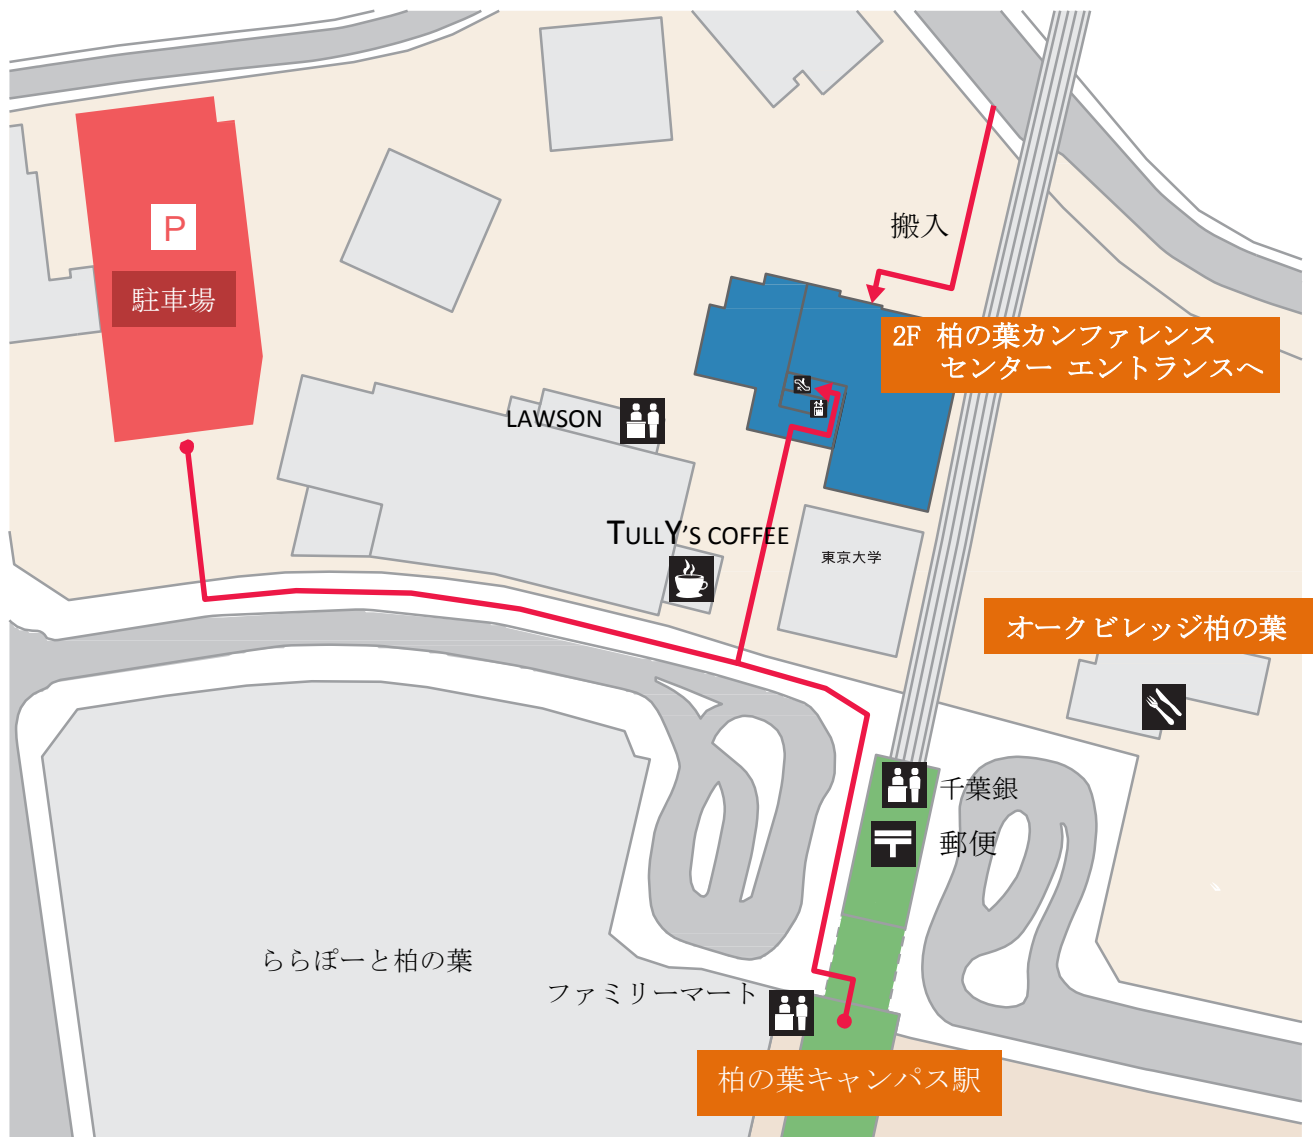 搬入
P
駐車場
2F 柏の葉カンファレンス
センター エントランスへ
LAWSON
TULLY'S COFFEE
東京大学
オークビレッジ柏の葉
千葉銀
郵便
ららぽーと柏の葉
ファミリーマート
柏の葉キャンパス駅